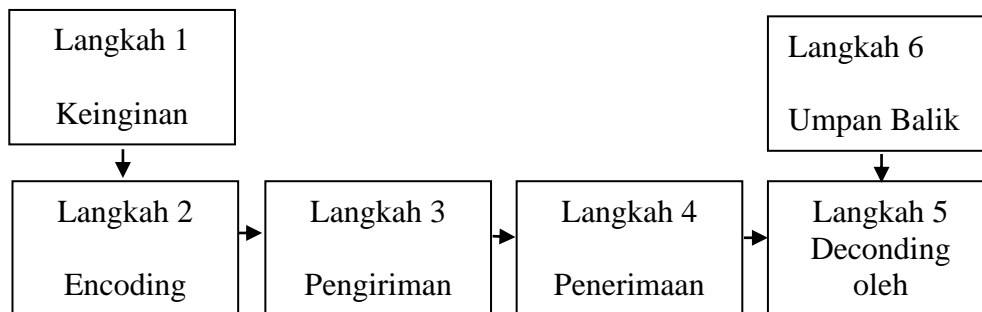 Langkah 1
Keinginan
Langkah 6
Umpan Balik
Langkah 2
Encoding
Langkah 3
Pengiriman
Langkah 4
Penerimaan
Langkah 5
Deconding
oleh